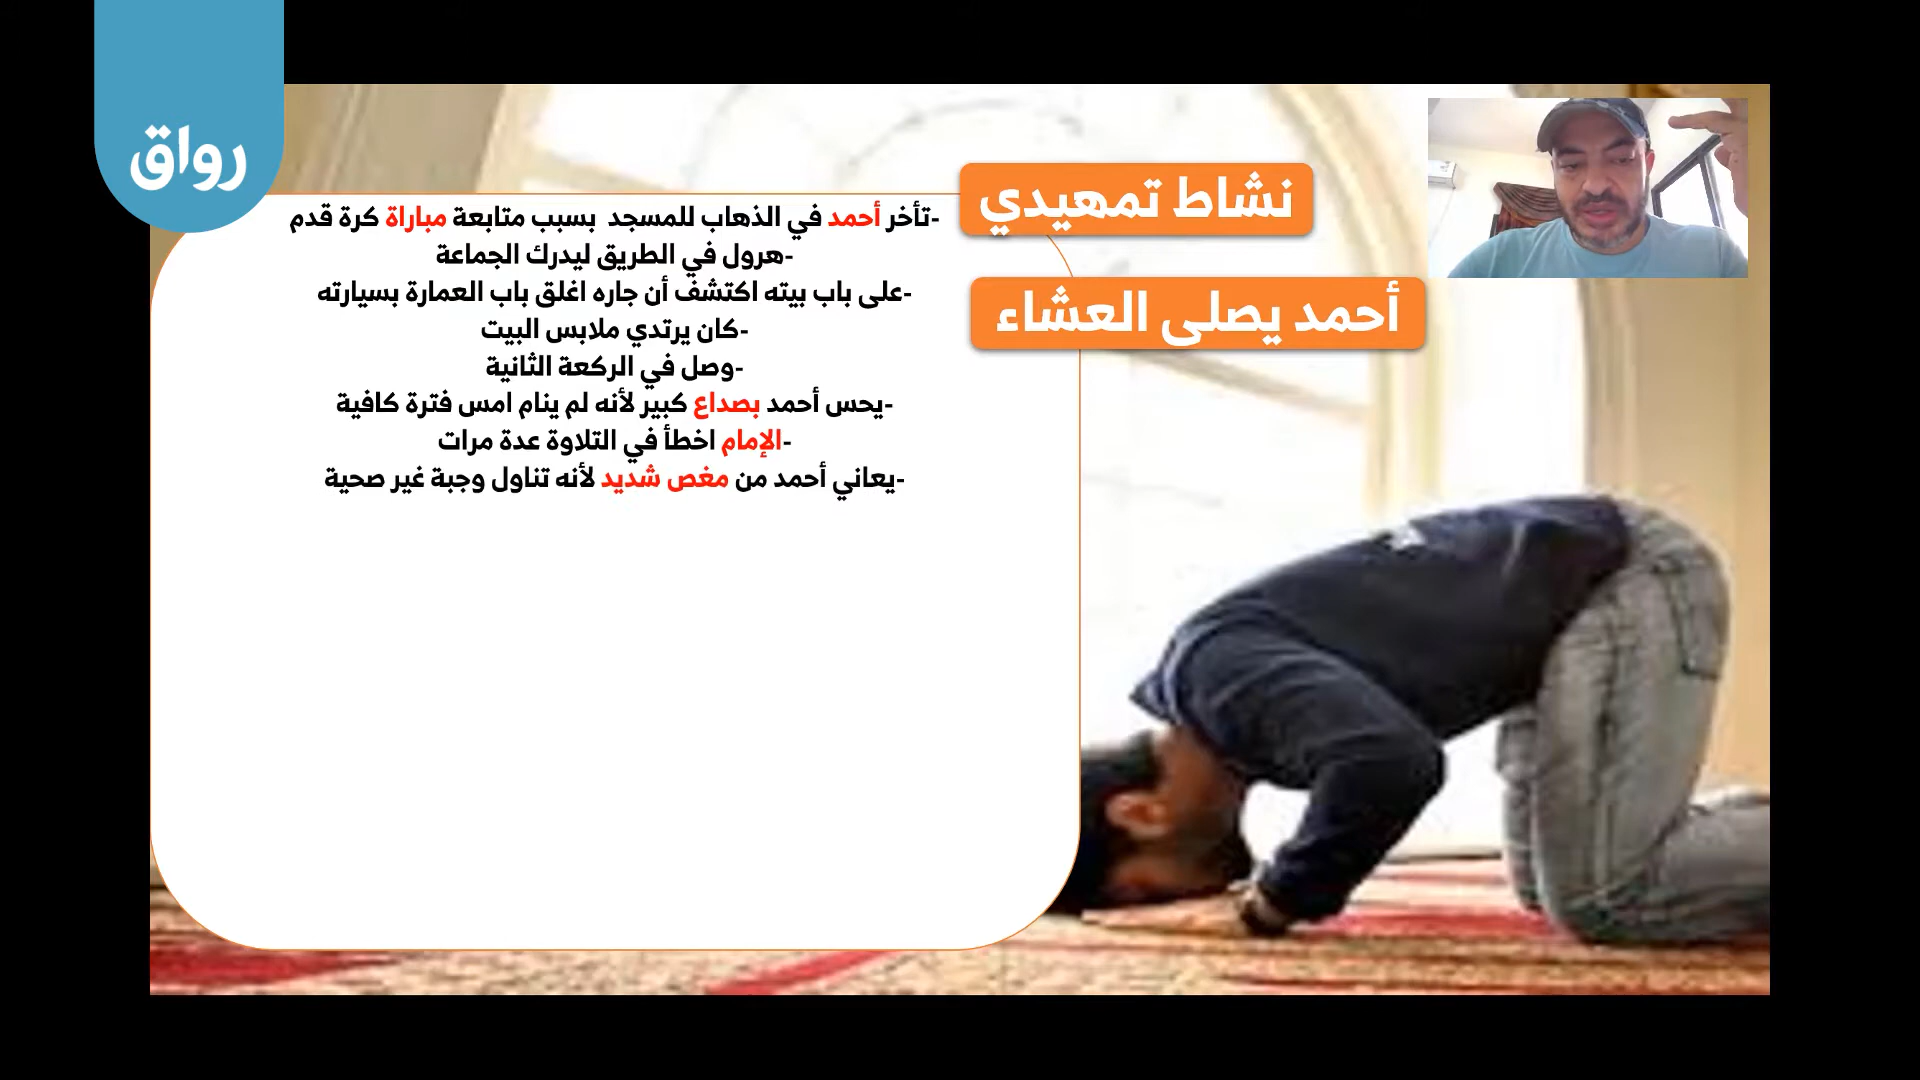 رواق
نشاط تمهيدي
أحمد يصلى العشاء
-تأخر أحمد في الذهاب للمسجد بسبب متابعة مباراة كرة قدم
-هرول في الطريق ليدرك الجماعة
-على باب بيته اكتشف أن جاره اغلق باب العمارة بسيارته
-كان يرتدي ملابس البيت
-وصل في الركعة الثانية
-يحس أحمد بصداع كبير لأنه لم ينام امس فترة كافية
-الإمام اخطأ في التلاوة عدة مرات
-يعاني أحمد من مغص شديد لأنه تناول وجبة غير صحية